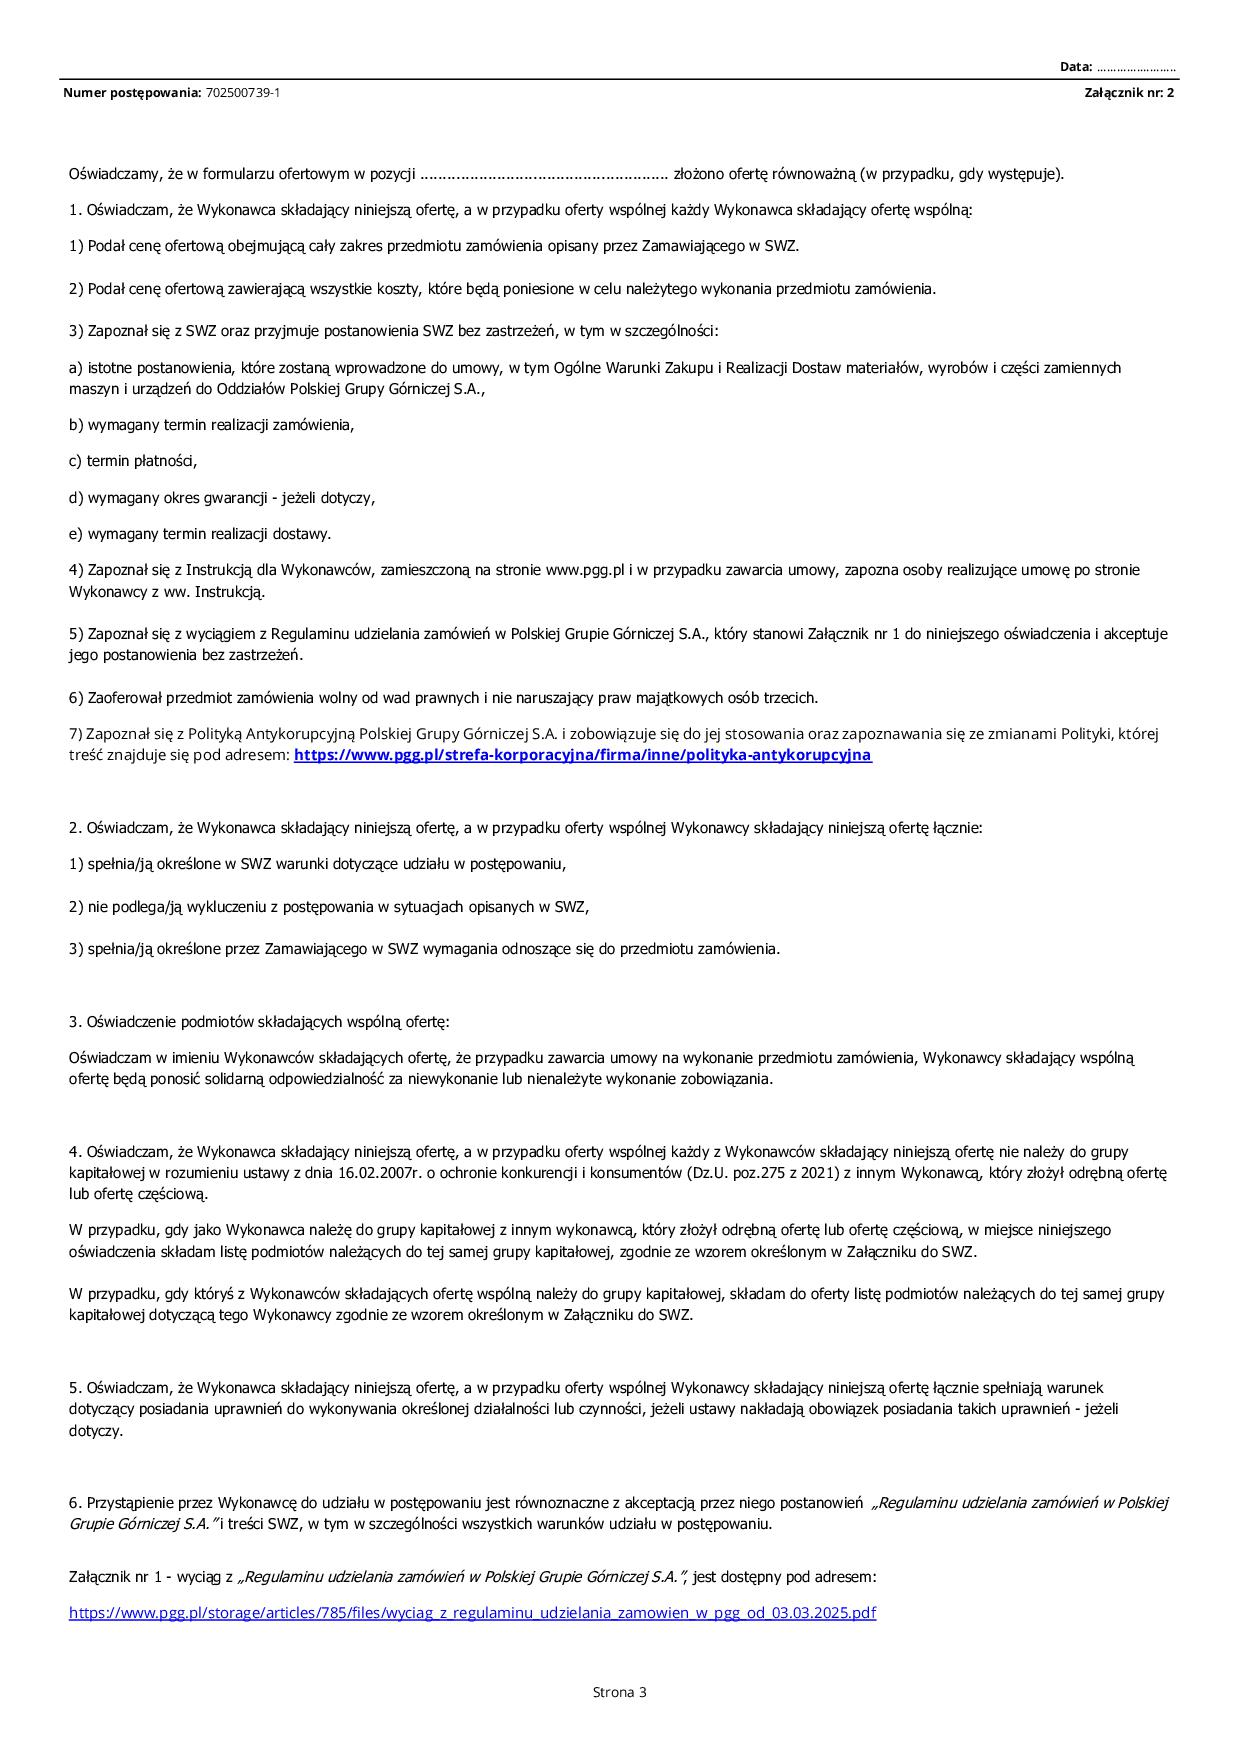 Data: ........................
Numer postępowania: 702500739-1 Załącznik nr: 2
Oświadczamy, że w formularzu ofertowym w pozycji ....................................................... złożono ofertę równoważną (w przypadku, gdy występuje).
1. Oświadczam, że Wykonawca składający niniejszą ofertę, a w przypadku oferty wspólnej każdy Wykonawca składający ofertę wspólną:
1) Podał cenę ofertową obejmującą cały zakres przedmiotu zamówienia opisany przez Zamawiającego w SWZ.
2) Podał cenę ofertową zawierającą wszystkie koszty, które będą poniesione w celu należytego wykonania przedmiotu zamówienia.
3) Zapoznał się z SWZ oraz przyjmuje postanowienia SWZ bez zastrzeżeń, w tym w szczególności:
a) istotne postanowienia, które zostaną wprowadzone do umowy, w tym Ogólne Warunki Zakupu i Realizacji Dostaw materiałów, wyrobów i części zamiennych
maszyn i urządzeń do Oddziałów Polskiej Grupy Górniczej S.A.,
b) wymagany termin realizacji zamówienia,
c) termin płatności,
d) wymagany okres gwarancji - jeżeli dotyczy,
e) wymagany termin realizacji dostawy.
4) Zapoznał się z Instrukcją dla Wykonawców, zamieszczoną na stronie www.pgg.pl i w przypadku zawarcia umowy, zapozna osoby realizujące umowę po stronie
Wykonawcy z ww. Instrukcją.
5) Zapoznał się z wyciągiem z Regulaminu udzielania zamówień w Polskiej Grupie Górniczej S.A., który stanowi Załącznik nr 1 do niniejszego oświadczenia i akceptuje
jego postanowienia bez zastrzeżeń.
6) Zaoferował przedmiot zamówienia wolny od wad prawnych i nie naruszający praw majątkowych osób trzecich.
7) Zapoznał się z Polityką Antykorupcyjną Polskiej Grupy Górniczej S.A. i zobowiązuje się do jej stosowania oraz zapoznawania się ze zmianami Polityki, której
treść znajduje się pod adresem: https://www.pgg.pl/strefa-korporacyjna/firma/inne/polityka-antykorupcyjna
2. Oświadczam, że Wykonawca składający niniejszą ofertę, a w przypadku oferty wspólnej Wykonawcy składający niniejszą ofertę łącznie:
1) spełnia/ją określone w SWZ warunki dotyczące udziału w postępowaniu,
2) nie podlega/ją wykluczeniu z postępowania w sytuacjach opisanych w SWZ,
3) spełnia/ją określone przez Zamawiającego w SWZ wymagania odnoszące się do przedmiotu zamówienia.
3. Oświadczenie podmiotów składających wspólną ofertę:
Oświadczam w imieniu Wykonawców składających ofertę, że przypadku zawarcia umowy na wykonanie przedmiotu zamówienia, Wykonawcy składający wspólną
ofertę będą ponosić solidarną odpowiedzialność za niewykonanie lub nienależyte wykonanie zobowiązania.
4. Oświadczam, że Wykonawca składający niniejszą ofertę, a w przypadku oferty wspólnej każdy z Wykonawców składający niniejszą ofertę nie należy do grupy
kapitałowej w rozumieniu ustawy z dnia 16.02.2007r. o ochronie konkurencji i konsumentów (Dz.U. poz.275 z 2021) z innym Wykonawcą, który złożył odrębną ofertę
lub ofertę częściową.
W przypadku, gdy jako Wykonawca należę do grupy kapitałowej z innym wykonawcą, który złożył odrębną ofertę lub ofertę częściową, w miejsce niniejszego
oświadczenia składam listę podmiotów należących do tej samej grupy kapitałowej, zgodnie ze wzorem określonym w Załączniku do SWZ.
W przypadku, gdy któryś z Wykonawców składających ofertę wspólną należy do grupy kapitałowej, składam do oferty listę podmiotów należących do tej samej grupy
kapitałowej dotyczącą tego Wykonawcy zgodnie ze wzorem określonym w Załączniku do SWZ.
5. Oświadczam, że Wykonawca składający niniejszą ofertę, a w przypadku oferty wspólnej Wykonawcy składający niniejszą ofertę łącznie spełniają warunek
dotyczący posiadania uprawnień do wykonywania określonej działalności lub czynności, jeżeli ustawy nakładają obowiązek posiadania takich uprawnień - jeżeli
dotyczy.
6. Przystąpienie przez Wykonawcę do udziału w postępowaniu jest równoznaczne z akceptacją przez niego postanowień „Regulaminu udzielania zamówień w Polskiej
Grupie Górniczej S.A.” i treści SWZ, w tym w szczególności wszystkich warunków udziału w postępowaniu.
Załącznik nr 1 - wyciąg z „Regulaminu udzielania zamówień w Polskiej Grupie Górniczej S.A.”, jest dostępny pod adresem:
https://www.pgg.pl/storage/articles/785/files/wyciag_z_regulaminu_udzielania_zamowien_w_pgg_od_03.03.2025.pdf
Strona 3